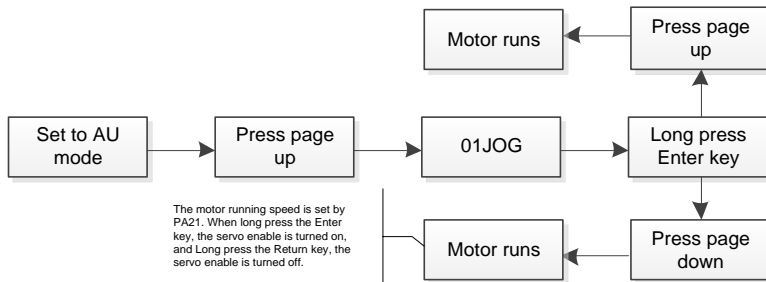 Motor runs
Press page
up
Set to AU
mode
Press page
up
01JOG
Long press
Enter key
The motor running speed is set by
PA21. When long press the Enter
key, the servo enable is turned on,
and Long press the Return key, the
servo enable is turned off.
Motor runs
Press page
down